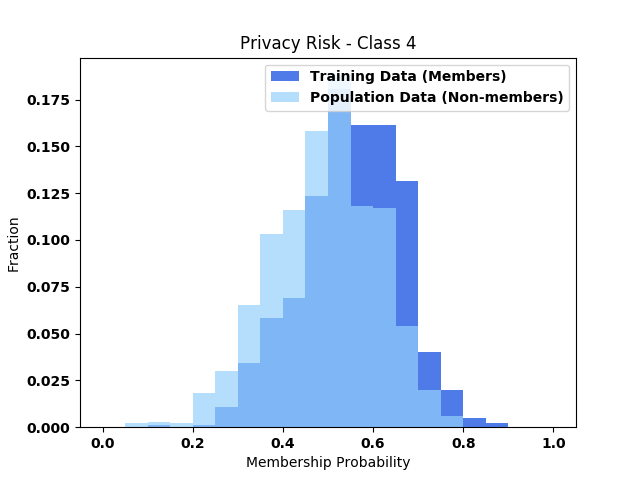 Privacy Risk - Class 4
Training Data (Members)
Population Data (Non-members)
0.175
0.150
0.125
0.100
0.075
0.050
0.025
0.000
Fraction
0.0 0.2 0.4 0.6 0.8 1.0
Membership Probability